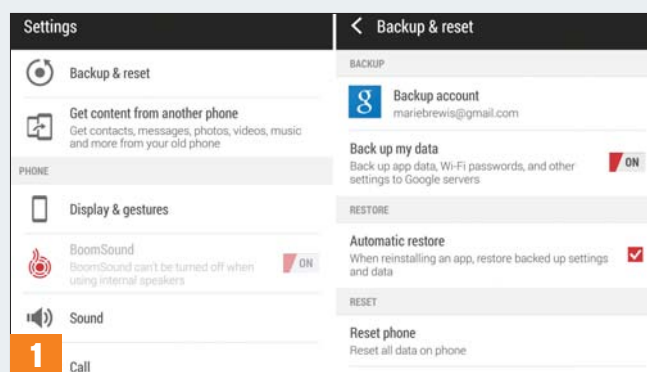 Settings
Backup & reset
Get content from another phone
Get contacts, messages, photos, videos, music
and more from your old phone
PHONE
Display & gestures
BoomSound
BoomSound can't be turned off when
using internal speakers
ON
Sound
Call
1
Backup & reset
BACKUP
g
Backup account
mariebrewis@gmail.com
Back up my data
Back up app data, Wi-Fi passwords, and other
settings to Google servers
ON
RESTORE
Automatic restore
When reinstalling an app, restore backed up settings
and data
RESET
Reset phone
Reset all data on phone